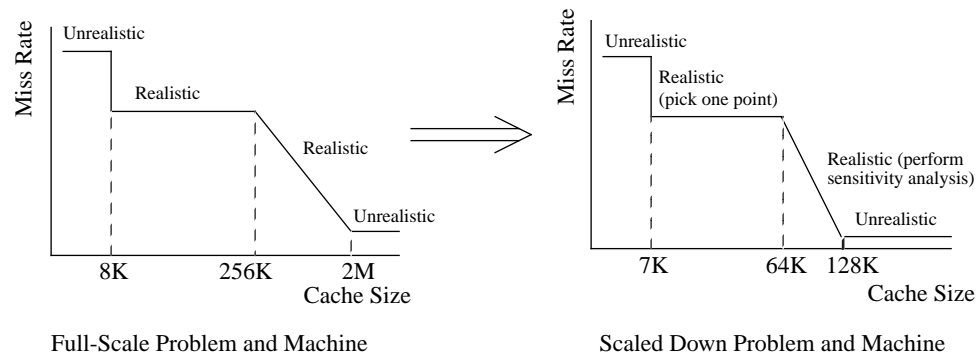 Miss Rate
Unrealistic
Realistic
Realistic
Unrealistic
8K
256K
2M
Cache Size
Full-Scale Problem and Machine
Miss Rate
Unrealistic
Realistic
(pick one point)
Realistic (perform
sensitivity analysis)
Unrealistic
7K
64K
128K
Cache Size
Scaled Down Problem and Machine